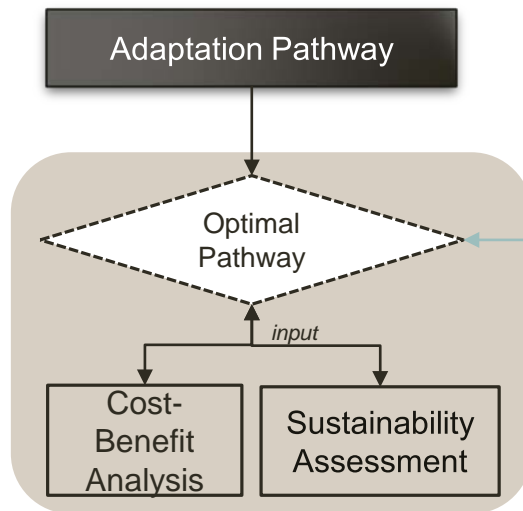 Adaptation Pathway
Optimal
Pathway
input
Cost-
Benefit
Analysis
Sustainability
Assessment